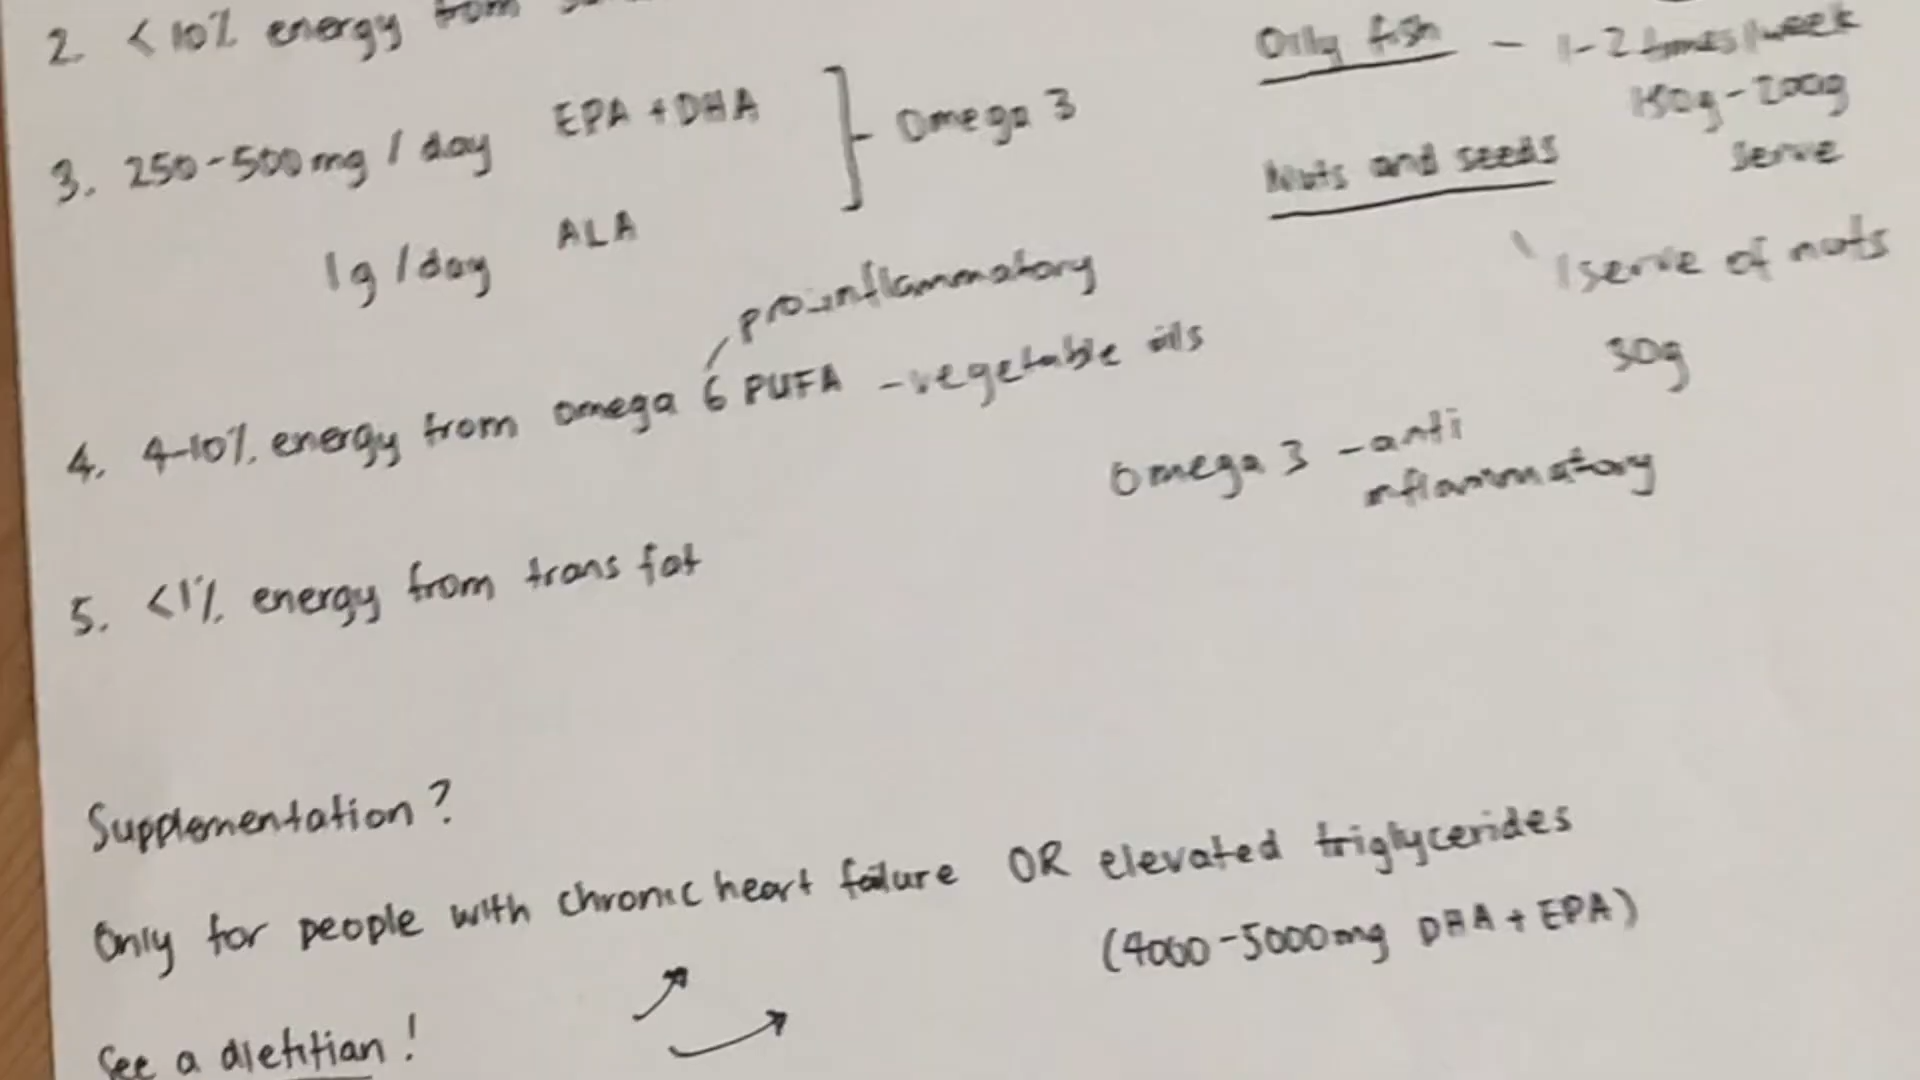 2. <10% energy from
3. 250-500mg / day EPA + DHA
1g /day ALA
Omega 3
pro-inflammatory
4. 4-10% energy from omega 6 PUFA - vegetable oils
5. <1% energy from trans fat
Oily fish - 1-2 times/week
150g-200g
serve
Nuts and seeds
1 serve of nuts
30g
Omega 3 - anti
inflammatory
Supplementation?
Only for people with chronic heart failure OR elevated triglycerides
(4000-5000mg DHA + EPA)
See a dietitian!